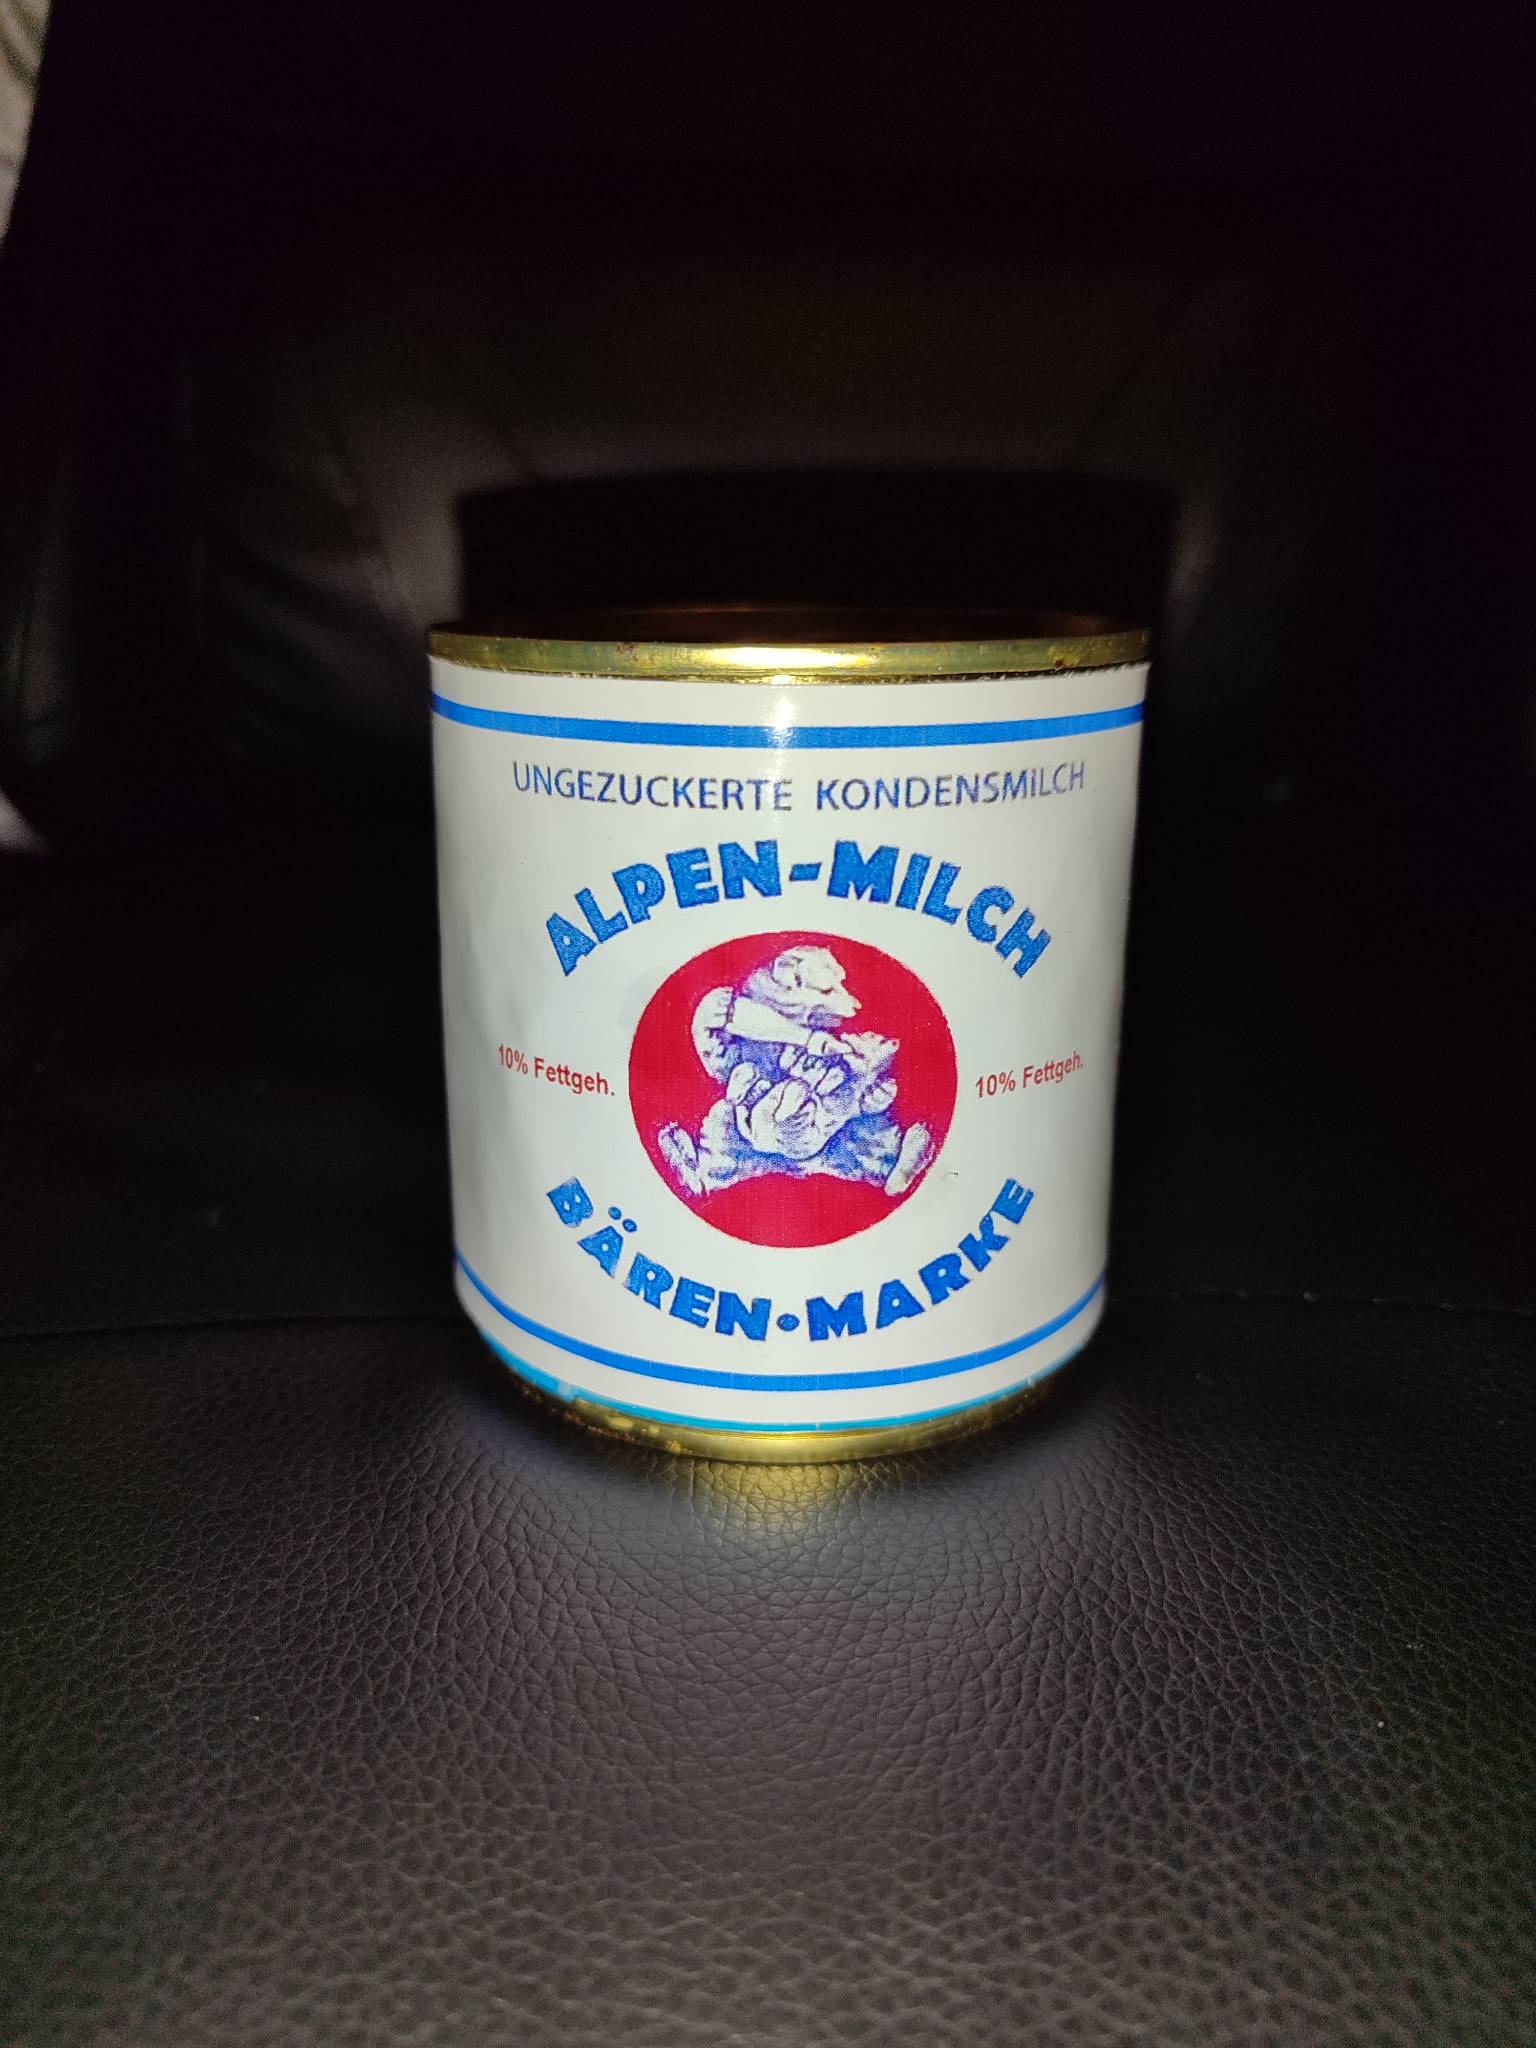 UNGEZUCKERTE KONDENSMILCH
ALPEN-MILCH
10% Fettgeh.
10% Fettgeh.
BÄREN•MARKE